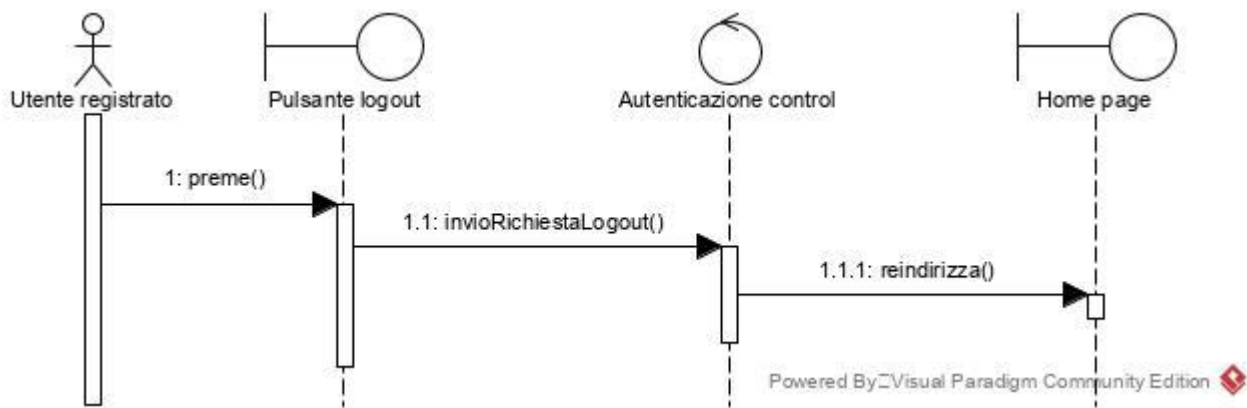 Utente registrato
Pulsante logout
Autenticazione control
Home page
1: preme()
1.1: invioRichiestaLogout()
1.1.1: reindirizza()
Powered By Visual Paradigm Community Edition